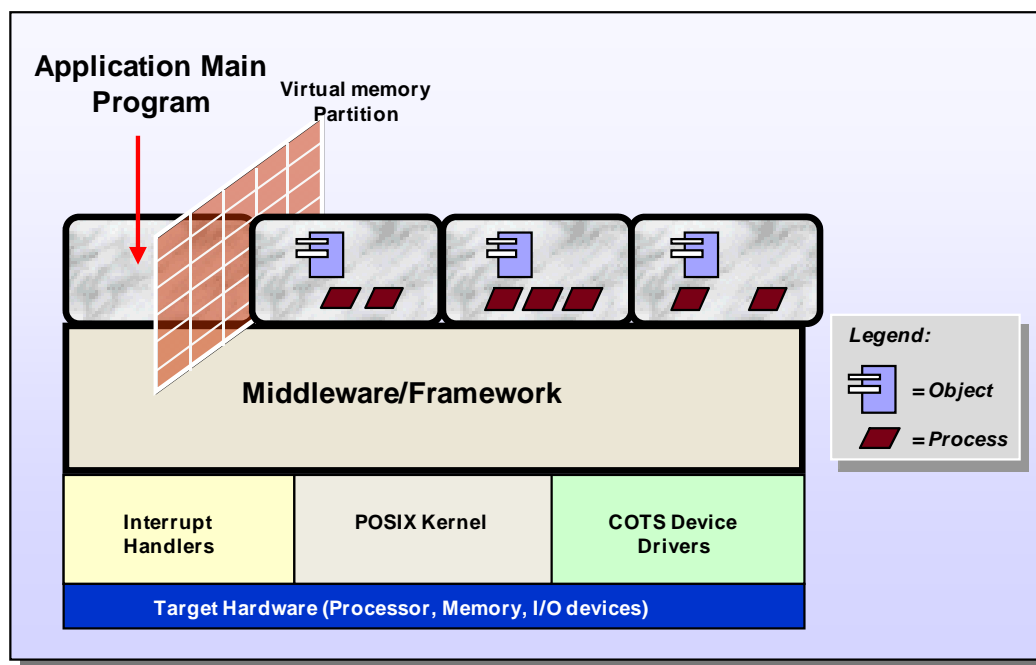 Application Main
Program
Virtual memory
Partition
Middleware/Framework
Legend:
= Object
= Process
Interrupt
Handlers
POSIX Kernel
COTS Device
Drivers
Target Hardware (Processor, Memory, I/O devices)